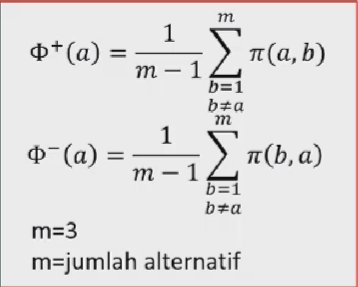 Φ⁺(a) = 1/(m − 1) ∑_{b=1, b≠a}^{m} π(a, b)
Φ⁻(a) = 1/(m − 1) ∑_{b=1, b≠a}^{m} π(b, a)
m=3
m=jumlah alternatif